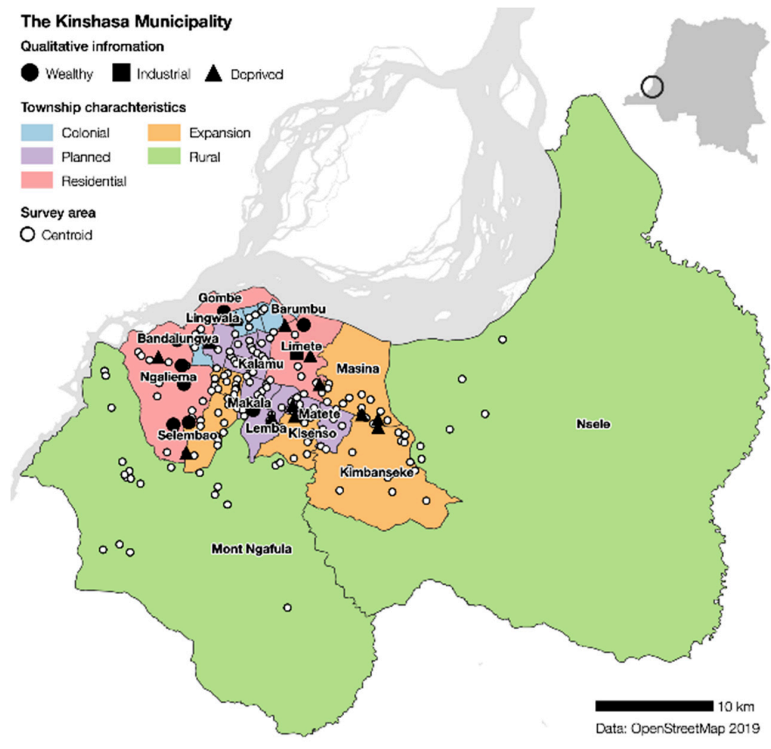 The Kinshasa Municipality
Qualitative infromation
Wealthy Industrial Deprived
Township charachteristics
Colonial Expansion
Planned Rural
Residential
Survey area
Centroid
Gombe
Lingwala Barumbu
Bandalungwa Limete
Kalamu Masina
Ngaliema
Makala
Matete
Lemba
Selembao Kisenso
Nsele
Kimbanseke
Mont Ngafula
10 km
Data: OpenStreetMap 2019